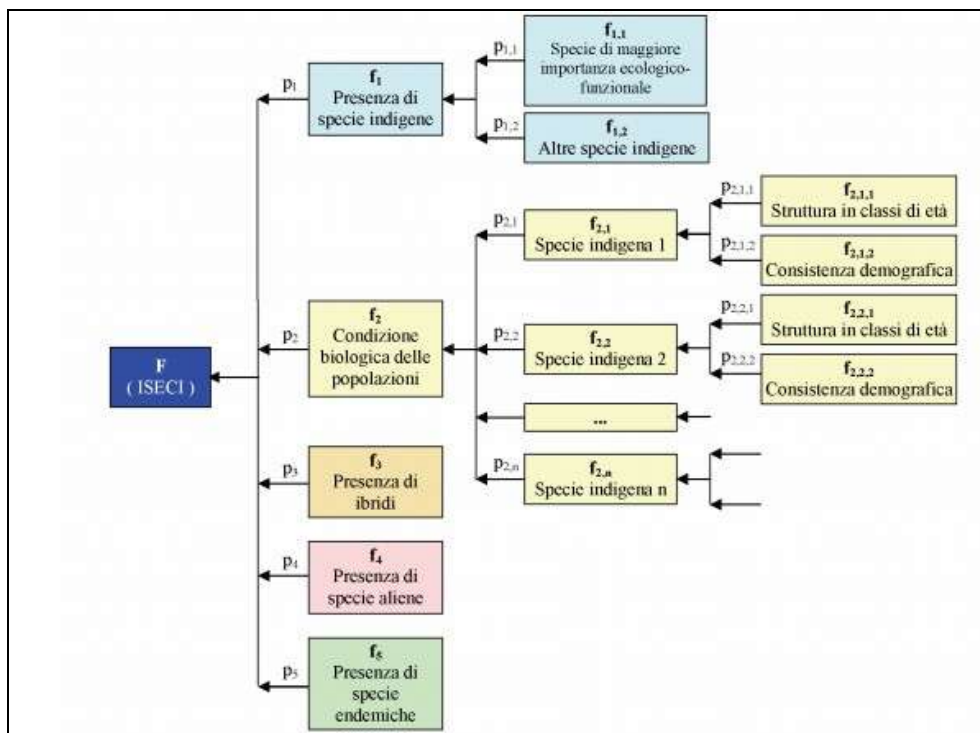 f1,1
Specie di maggiore
importanza ecologico-
funzionale
p1,1
f1
Presenza di
specie indigene
p1
p1,2
f1,2
Altre specie indigene
p2,1
f2,1
Specie indigena 1
p2,1,1
f2,1,1
Struttura in classi di età
p2,1,2
f2,1,2
Consistenza demografica
p2
f2
Condizione
biologica delle
popolazioni
p2,2
f2,2
Specie indigena 2
p2,2,1
f2,2,1
Struttura in classi di età
p2,2,2
f2,2,2
Consistenza demografica
...
p2,n
f2,n
Specie indigena n
F
( ISECI )
p3
f3
Presenza di
ibridi
p4
f4
Presenza di
specie aliene
p5
f5
Presenza di
specie
endemiche